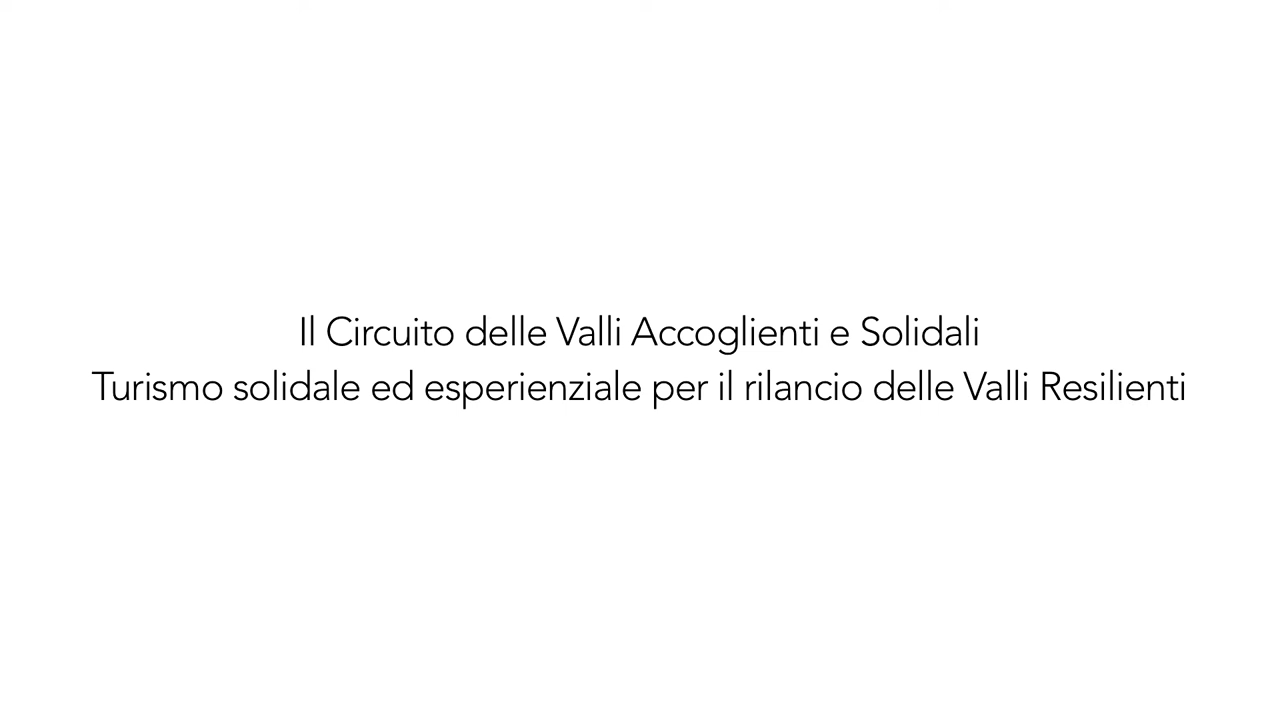 Il Circuito delle Valli Accoglienti e Solidali
Turismo solidale ed esperienziale per il rilancio delle Valli Resilienti